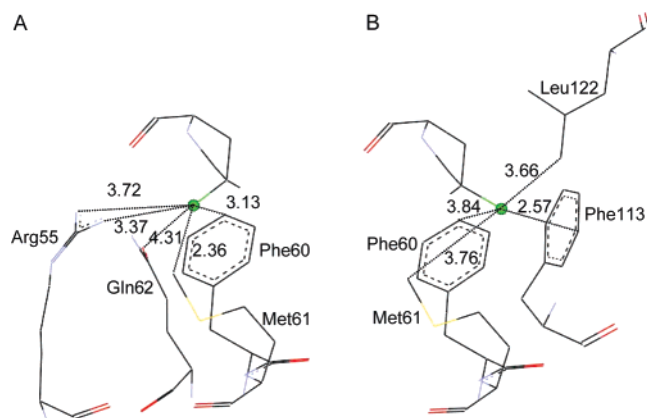 A
B
Leu122
3.66
3.72
3.13
3.84
2.57
Phe113
Arg55
3.37
4.31
2.36
Phe60
Phe60
3.76
Gln62
Met61
Met61